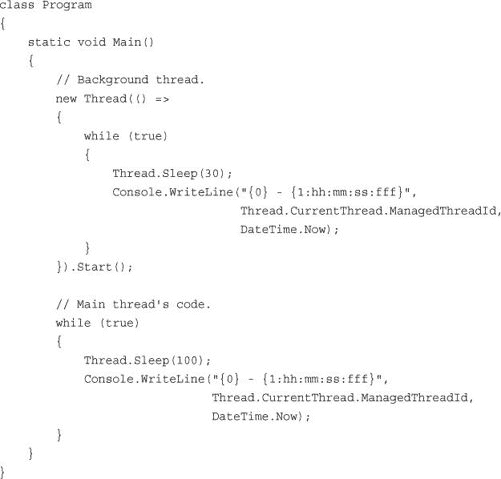 class Program
{
    static void Main()
    {
        // Background thread.
        new Thread(() =>
        {
            while (true)
            {
                Thread.Sleep(30);
                Console.WriteLine("{0} - {1:hh:mm:ss:fff}",
                                  Thread.CurrentThread.ManagedThreadId,
                                  DateTime.Now);
            }
        }).Start();

        // Main thread's code.
        while (true)
        {
            Thread.Sleep(100);
            Console.WriteLine("{0} - {1:hh:mm:ss:fff}",
                              Thread.CurrentThread.ManagedThreadId,
                              DateTime.Now);
        }
    }
}